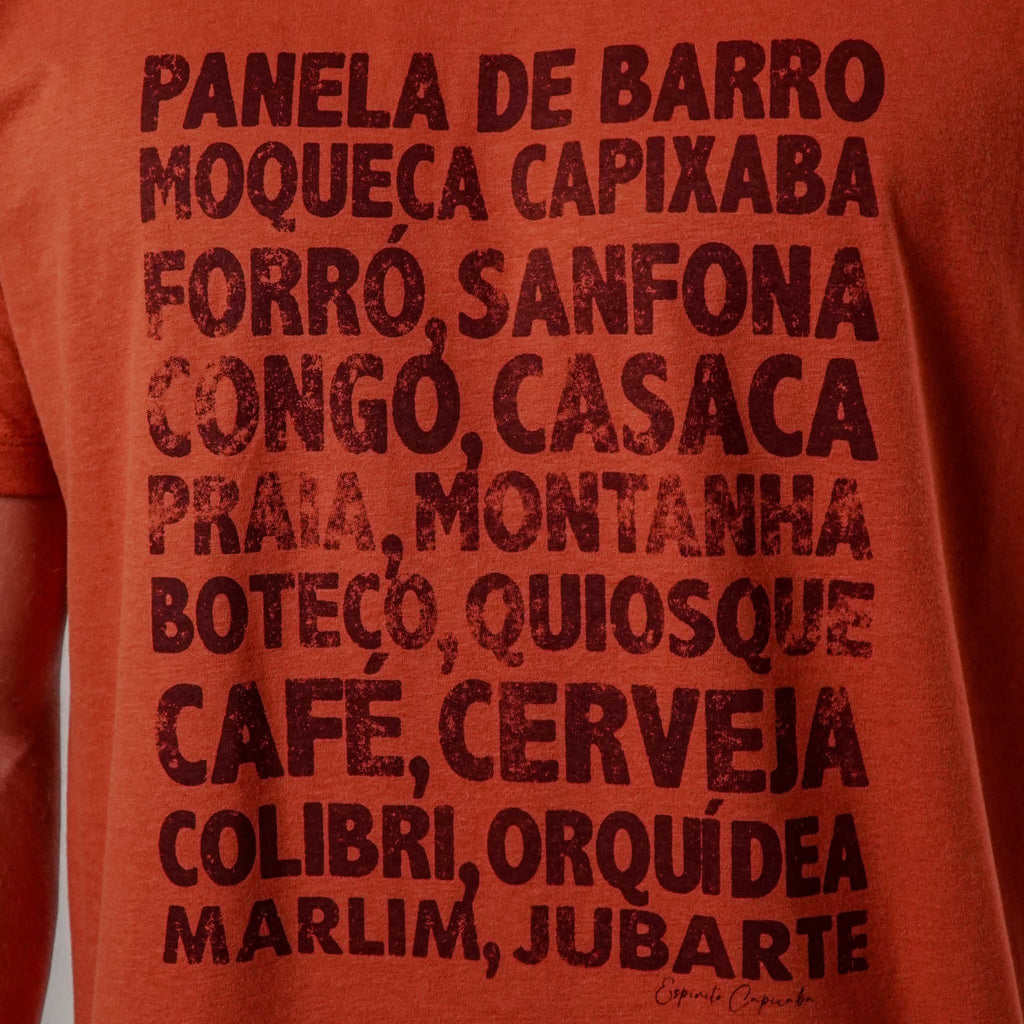 PANELA DE BARRO
MOQUECA CAPIXABA
FORRÓ, SANFONA
CONGO, CASACA
PRAIA, MONTANHA
BOTECO, QUIOSQUE
CAFÉ, CERVEJA
COLIBRI, ORQUÍDEA
MARLIM, JUBARTE
Espírito Capixaba